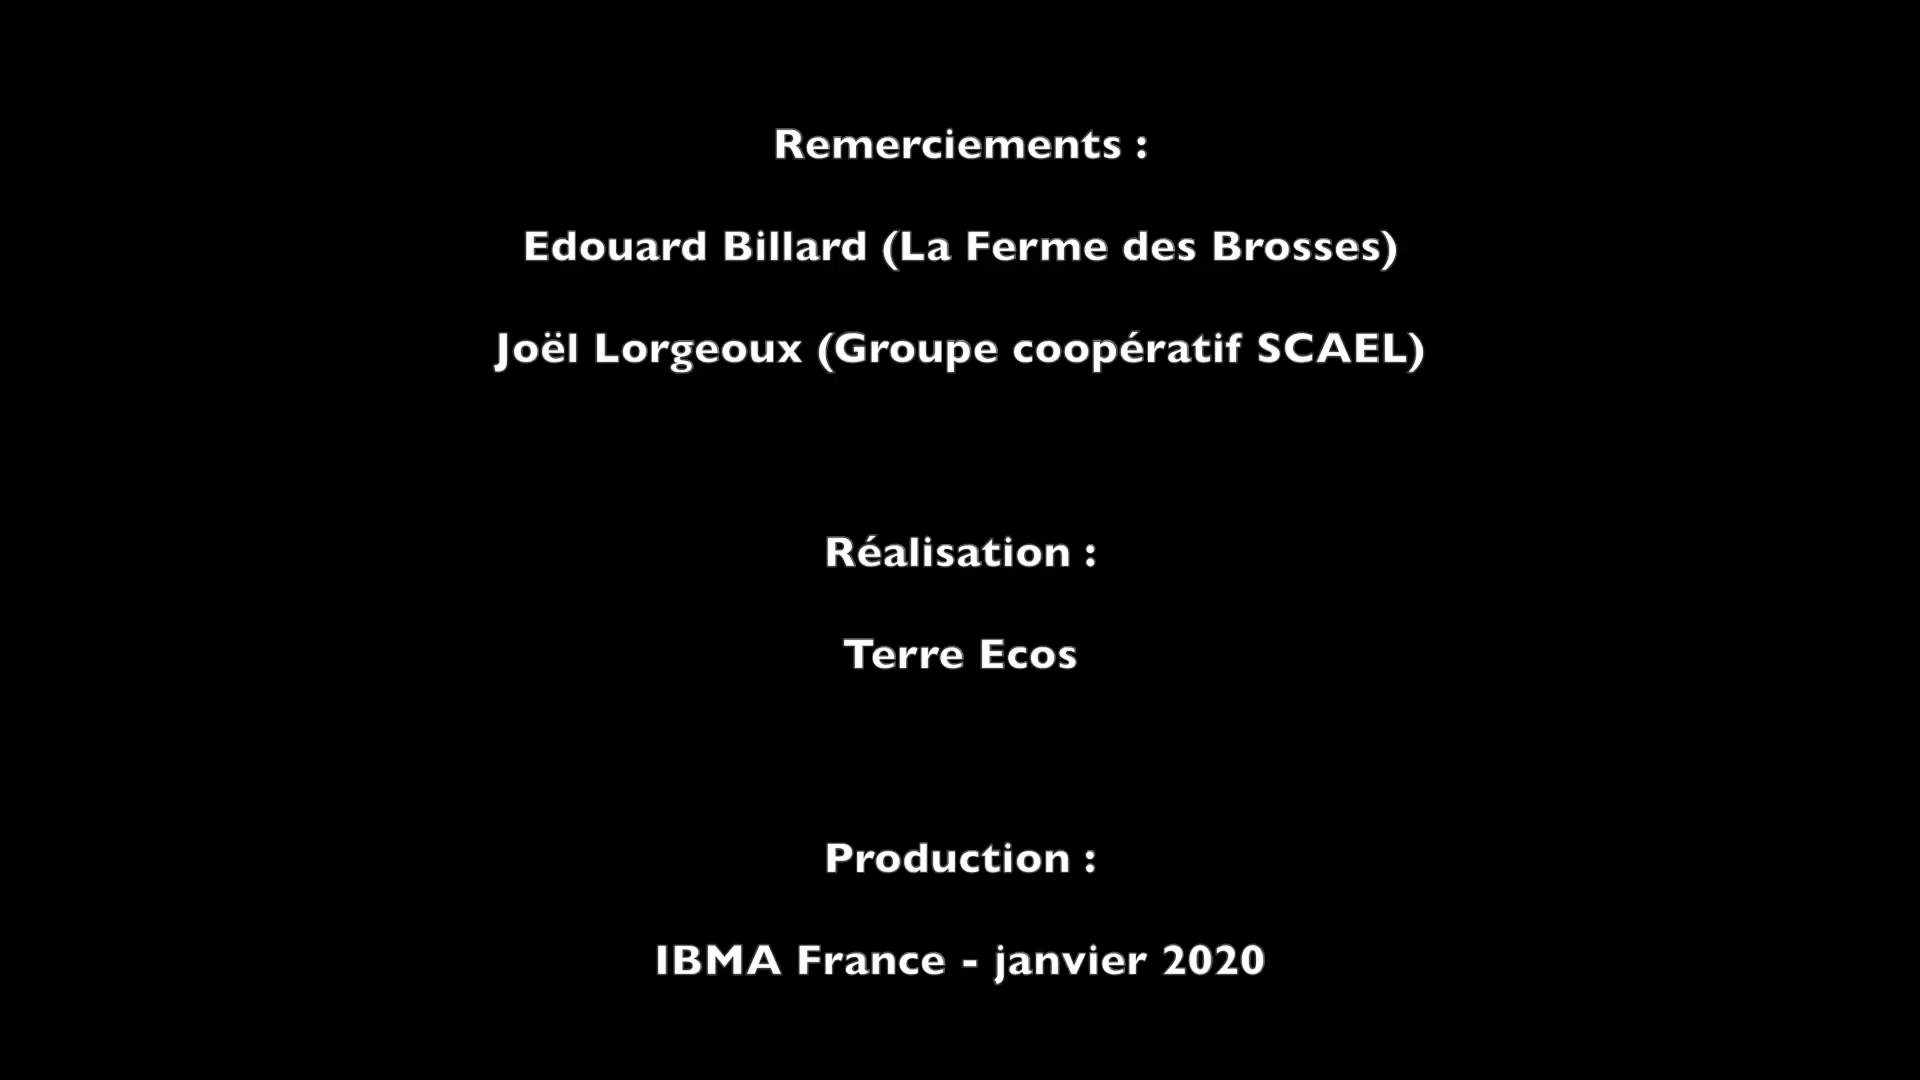 Remerciements :
Edouard Billard (La Ferme des Brosses)
Joël Lorgeoux (Groupe coopératif SCAEL)
Réalisation :
Terre Ecos
Production :
IBMA France - janvier 2020